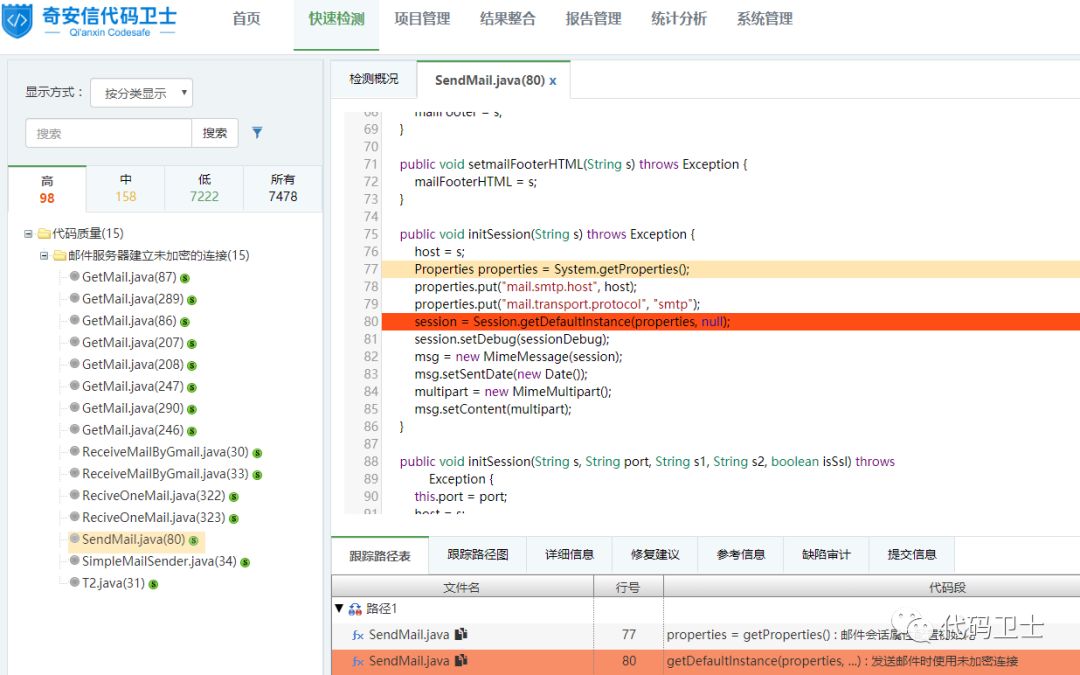 奇安信代码卫士
Qi'anxin Codesafe
首页 快速检测 项目管理 结果整合 报告管理 统计分析 系统管理
显示方式： 按分类显示
搜索 搜索
高 中 低 所有
98 158 7222 7478
代码质量(15)
邮件服务器建立未加密的连接(15)
GetMail.java(87) S
GetMail.java(289) S
GetMail.java(86) S
GetMail.java(207) S
GetMail.java(208) S
GetMail.java(247) S
GetMail.java(290) S
GetMail.java(246) S
ReceiveMailByGmail.java(30) S
ReceiveMailByGmail.java(33) S
ReciveOneMail.java(322) S
ReciveOneMail.java(323) S
SendMail.java(80) S
SimpleMailSender.java(34) S
T2.java(31) S
检测概况 SendMail.java(80) x
68 mailFooter = s;
69 }
70
71 public void setmailFooterHTML(String s) throws Exception {
72 mailFooterHTML = s;
73 }
74
75 public void initSession(String s) throws Exception {
76 host = s;
77 Properties properties = System.getProperties();
78 properties.put("mail.smtp.host", host);
79 properties.put("mail.transport.protocol", "smtp");
80 session = Session.getDefaultInstance(properties, null);
81 session.setDebug(sessionDebug);
82 msg = new MimeMessage(session);
83 msg.setSentDate(new Date());
84 multipart = new MimeMultipart();
85 msg.setContent(multipart);
86 }
87
88 public void initSession(String s, String port, String s1, String s2, boolean isSsl) throws
89 Exception {
90 this.port = port;
91 host = s;
跟踪路径表 跟踪路径图 详细信息 修复建议 参考信息 缺陷审计 提交信息
文件名 行号 代码段
路径1
fx SendMail.java 77 properties = getProperties() : 邮件会话属
fx SendMail.java 80 getDefaultInstance(properties, ...) : 发送邮件时使用未加密连接
代码卫士